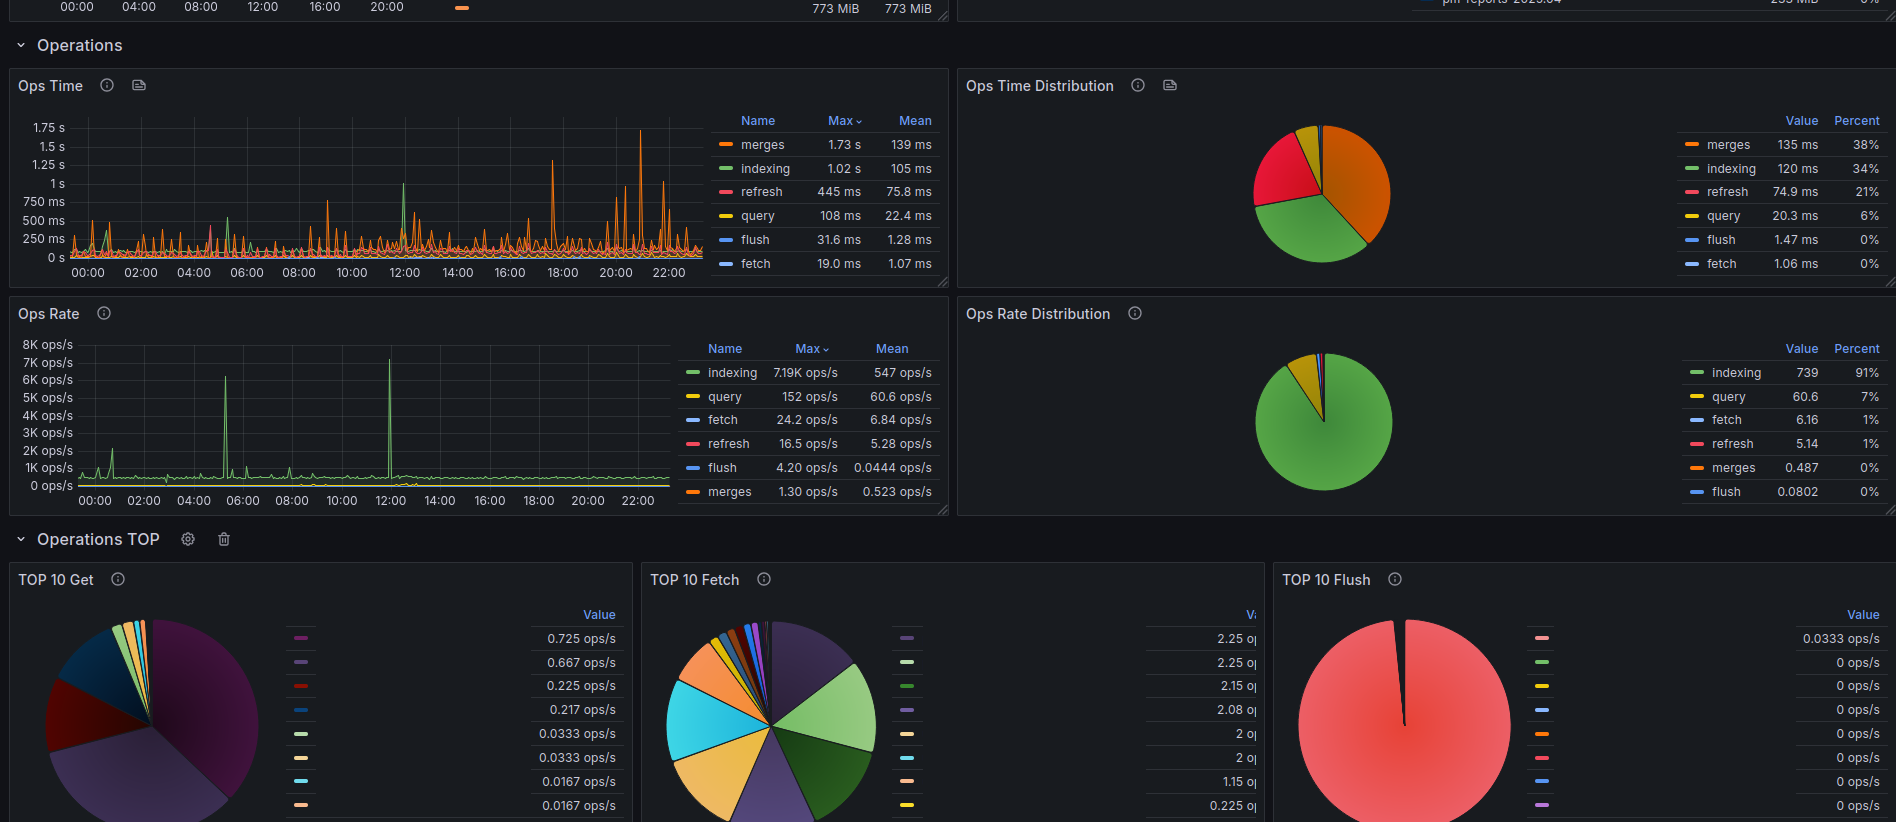 00:00 04:00 08:00 12:00 16:00 20:00 773 MiB 773 MiB
Operations
Ops Time
1.75 s
1.5 s
1.25 s
1 s
750 ms
500 ms
250 ms
0 s
00:00 02:00 04:00 06:00 08:00 10:00 12:00 14:00 16:00 18:00 20:00 22:00
Name Max Mean
merges 1.73 s 139 ms
indexing 1.02 s 105 ms
refresh 445 ms 75.8 ms
query 108 ms 22.4 ms
flush 31.6 ms 1.28 ms
fetch 19.0 ms 1.07 ms
Ops Time Distribution
Value Percent
merges 135 ms 38%
indexing 120 ms 34%
refresh 74.9 ms 21%
query 20.3 ms 6%
flush 1.47 ms 0%
fetch 1.06 ms 0%
Ops Rate
8K ops/s
7K ops/s
6K ops/s
5K ops/s
4K ops/s
3K ops/s
2K ops/s
1K ops/s
0 ops/s
00:00 02:00 04:00 06:00 08:00 10:00 12:00 14:00 16:00 18:00 20:00 22:00
Name Max Mean
indexing 7.19K ops/s 547 ops/s
query 152 ops/s 60.6 ops/s
fetch 24.2 ops/s 6.84 ops/s
refresh 16.5 ops/s 5.28 ops/s
flush 4.20 ops/s 0.0444 ops/s
merges 1.30 ops/s 0.523 ops/s
Ops Rate Distribution
Value Percent
indexing 739 91%
query 60.6 7%
fetch 6.16 1%
refresh 5.14 1%
merges 0.487 0%
flush 0.0802 0%
Operations TOP
TOP 10 Get
Value
0.725 ops/s
0.667 ops/s
0.225 ops/s
0.217 ops/s
0.0333 ops/s
0.0333 ops/s
0.0167 ops/s
0.0167 ops/s
TOP 10 Fetch
2.25
2.25
2.15
2.08
2
2
1.15
0.225
TOP 10 Flush
Value
0.0333 ops/s
0 ops/s
0 ops/s
0 ops/s
0 ops/s
0 ops/s
0 ops/s
0 ops/s